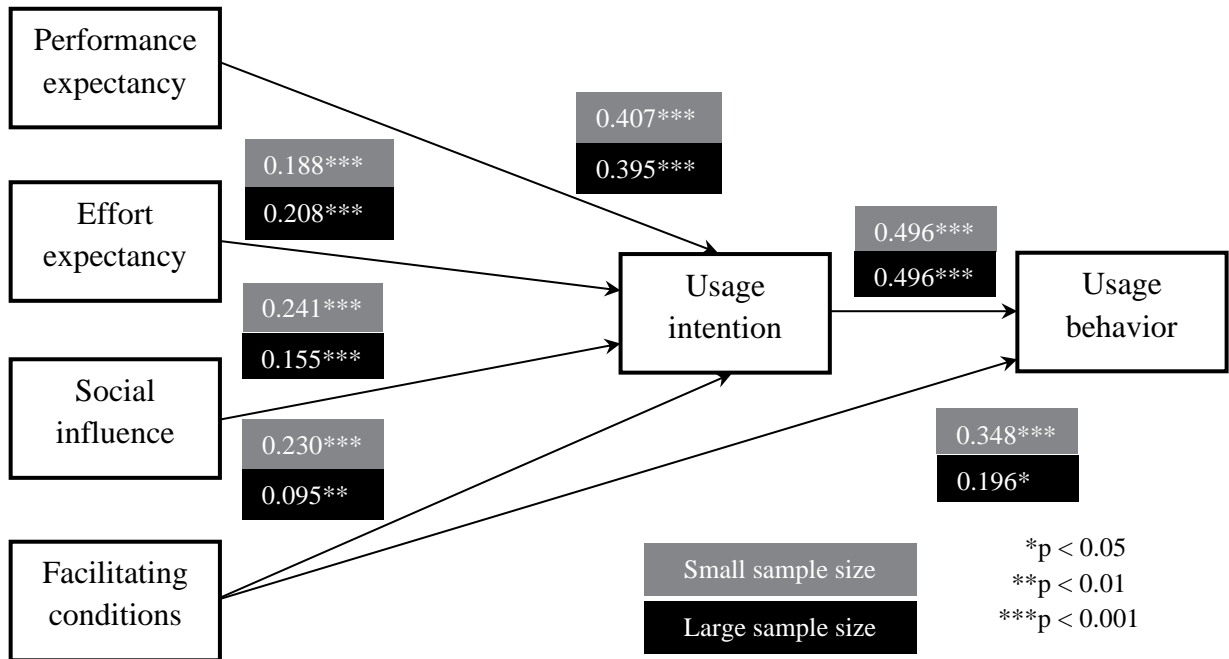 Performance
expectancy
0.407***
0.395***
0.188***
0.208***
Effort
expectancy
0.496***
0.496***
Usage
intention
Usage
behavior
0.241***
0.155***
Social
influence
0.230***
0.095**
0.348***
0.196*
Facilitating
conditions
Small sample size
Large sample size
*p < 0.05
**p < 0.01
***p < 0.001